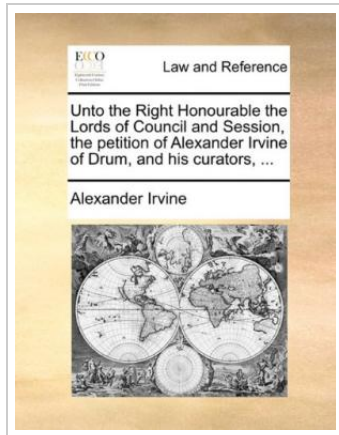 ECCO
Law and Reference
Unto the Right Honourable the
Lords of Council and Session,
the petition of Alexander Irvine
of Drum, and his curators, ...
Alexander Irvine